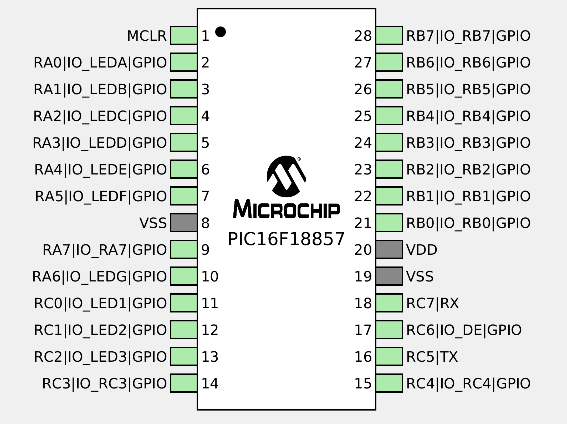 MCLR 1 28 RB7|IO_RB7|GPIO
RA0|IO_LEDA|GPIO 2 27 RB6|IO_RB6|GPIO
RA1|IO_LEDB|GPIO 3 26 RB5|IO_RB5|GPIO
RA2|IO_LEDC|GPIO 4 25 RB4|IO_RB4|GPIO
RA3|IO_LEDD|GPIO 5 24 RB3|IO_RB3|GPIO
RA4|IO_LEDE|GPIO 6 23 RB2|IO_RB2|GPIO
RA5|IO_LEDF|GPIO 7 22 RB1|IO_RB1|GPIO
MICROCHIP
VSS 8 21 RB0|IO_RB0|GPIO
PIC16F18857
RA7|IO_RA7|GPIO 9 20 VDD
RA6|IO_LEDG|GPIO 10 19 VSS
RC0|IO_LED1|GPIO 11 18 RC7|RX
RC1|IO_LED2|GPIO 12 17 RC6|IO_DE|GPIO
RC2|IO_LED3|GPIO 13 16 RC5|TX
RC3|IO_RC3|GPIO 14 15 RC4|IO_RC4|GPIO